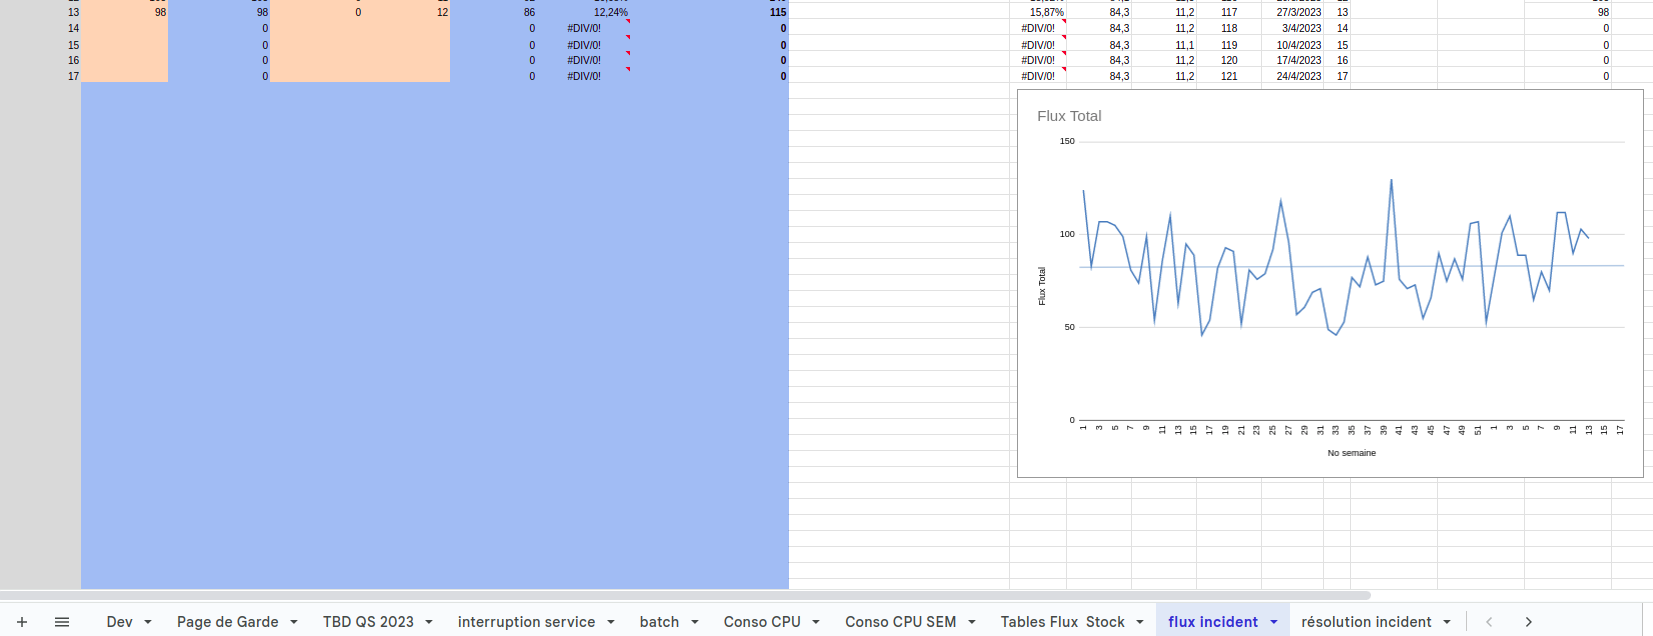 13 98 98 0 12 86 12,24% 115 15,87% 84,3 11,2 117 27/3/2023 13 98
14 0 0 #DIV/0! 0 #DIV/0! 84,3 11,2 118 3/4/2023 14 0
15 0 0 #DIV/0! 0 #DIV/0! 84,3 11,1 119 10/4/2023 15 0
16 0 0 #DIV/0! 0 #DIV/0! 84,3 11,2 120 17/4/2023 16 0
17 0 0 #DIV/0! 0 #DIV/0! 84,3 11,2 121 24/4/2023 17 0
Flux Total
150
100
50
0
Flux Total
1 3 5 7 9 11 13 15 17 19 21 23 25 27 29 31 33 35 37 39 41 43 45 47 49 51 1 3 5 7 9 11 13 15 17
No semaine
Dev Page de Garde TBD QS 2023 interruption service batch Conso CPU Conso CPU SEM Tables Flux Stock flux incident résolution incident